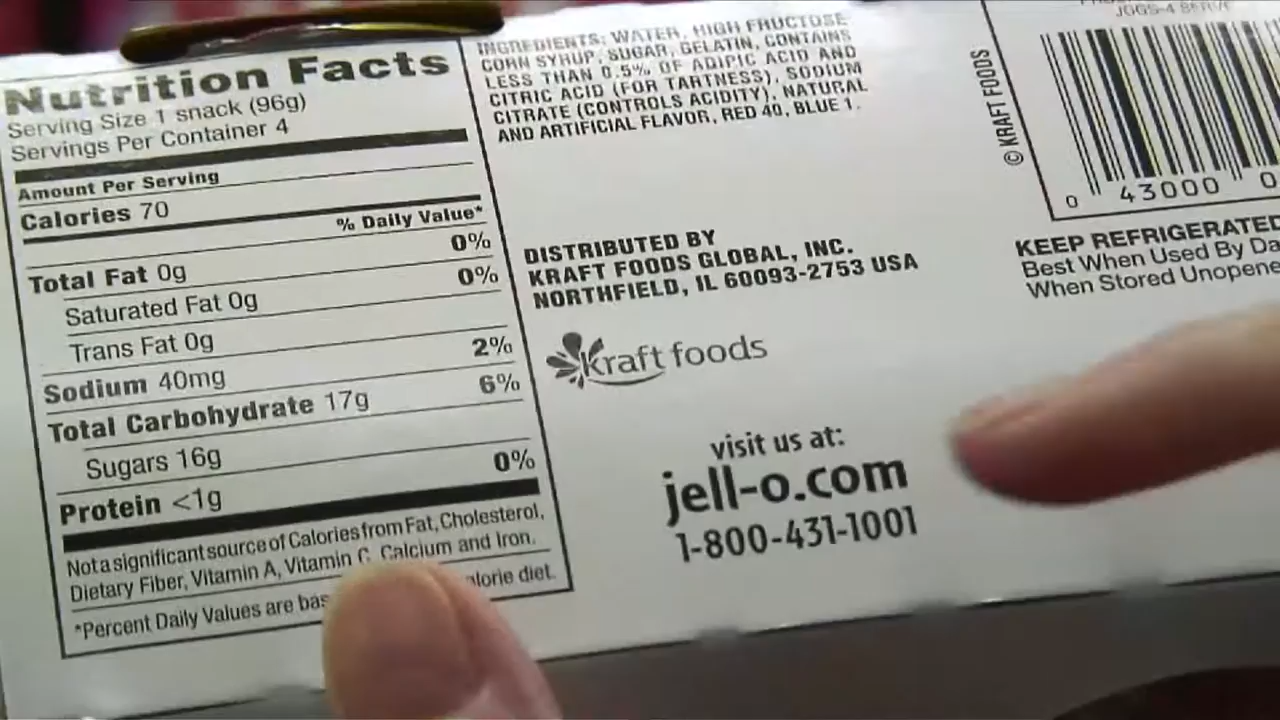 Nutrition Facts
Serving Size 1 snack (96g)
Servings Per Container 4
Amount Per Serving
Calories 70
% Daily Value*
Total Fat 0g 0%
Saturated Fat 0g 0%
Trans Fat 0g
Sodium 40mg 2%
Total Carbohydrate 17g 6%
Sugars 16g
Protein <1g 0%
Not a significant source of Calories from Fat, Cholesterol,
Dietary Fiber, Vitamin A, Vitamin C, Calcium and Iron.
*Percent Daily Values are bas alorie diet.
INGREDIENTS: WATER, HIGH FRUCTOSE
CORN SYRUP, SUGAR, GELATIN, CONTAINS
LESS THAN 0.5% OF ADIPIC ACID AND
CITRIC ACID (FOR TARTNESS), SODIUM
CITRATE (CONTROLS ACIDITY), NATURAL
AND ARTIFICIAL FLAVOR, RED 40, BLUE 1.
DISTRIBUTED BY
KRAFT FOODS GLOBAL, INC.
NORTHFIELD, IL 60093-2753 USA
kraft foods
visit us at:
jell-o.com
1-800-431-1001
© KRAFT FOODS
0 43000 0
KEEP REFRIGERATED
Best When Used By Da
When Stored Unopene